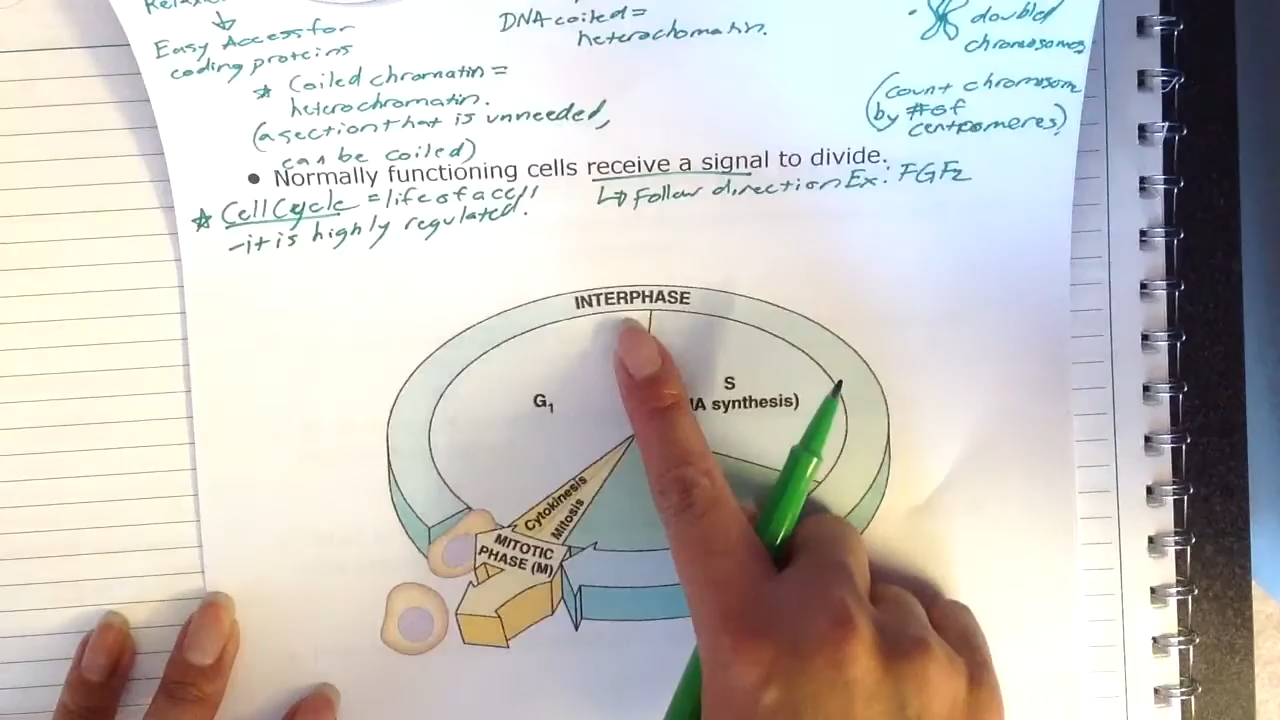 Easy Access for
coding proteins
* Coiled chromatin =
heterochromatin.
(a section that is unneeded,
can be coiled)
DNA coiled =
heterochomatin.
doubled
chromosomes
(count chromosom
by # of
centromeres)
• Normally functioning cells receive a signal to divide.
↳ Follow direction Ex: FGF2
* Cell Cycle = life of a cell
- it is highly regulated.
INTERPHASE
G1
S
A synthesis)
Cytokinesis
Mitosis
MITOTIC
PHASE (M)